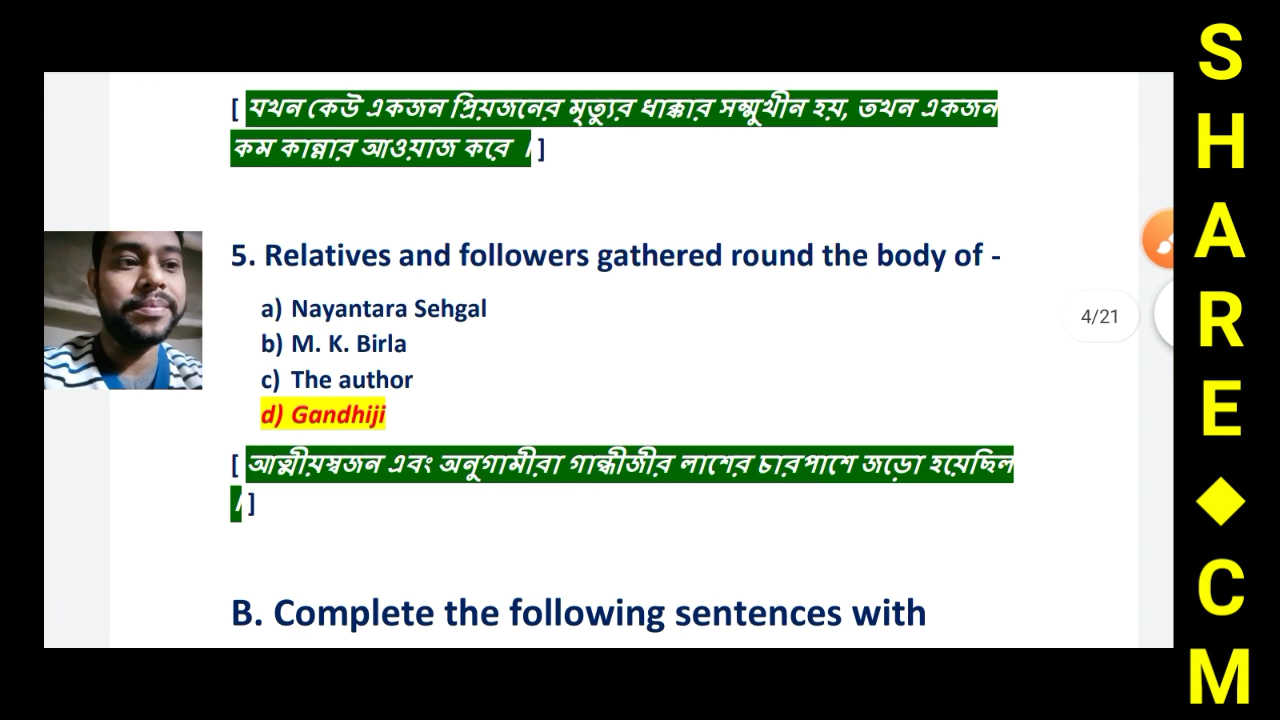 [ যখন কেউ একজন প্রিয়জনের মৃত্যুর ধাক্কার সম্মুখীন হয়, তখন একজন
কম কান্নার আওয়াজ করে । ]
5. Relatives and followers gathered round the body of -
a) Nayantara Sehgal
b) M. K. Birla
c) The author
d) Gandhiji
[ আত্মীয়স্বজন এবং অনুগামীরা গান্ধীজীর লাশের চারপাশে জড়ো হয়েছিল
। ]
B. Complete the following sentences with
4/21
SHARE◆CM